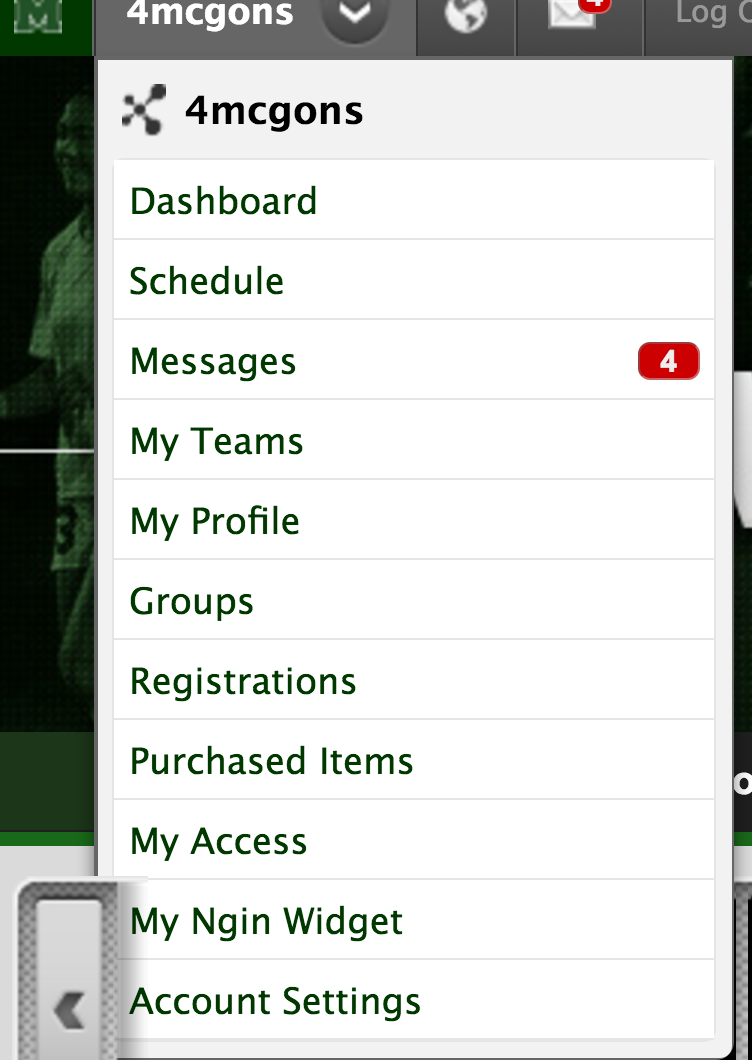 M
4mcgons
4
4mcgons
Dashboard
Schedule
Messages
4
My Teams
My Profile
Groups
Registrations
Purchased Items
My Access
My Ngin Widget
Account Settings
3
Log